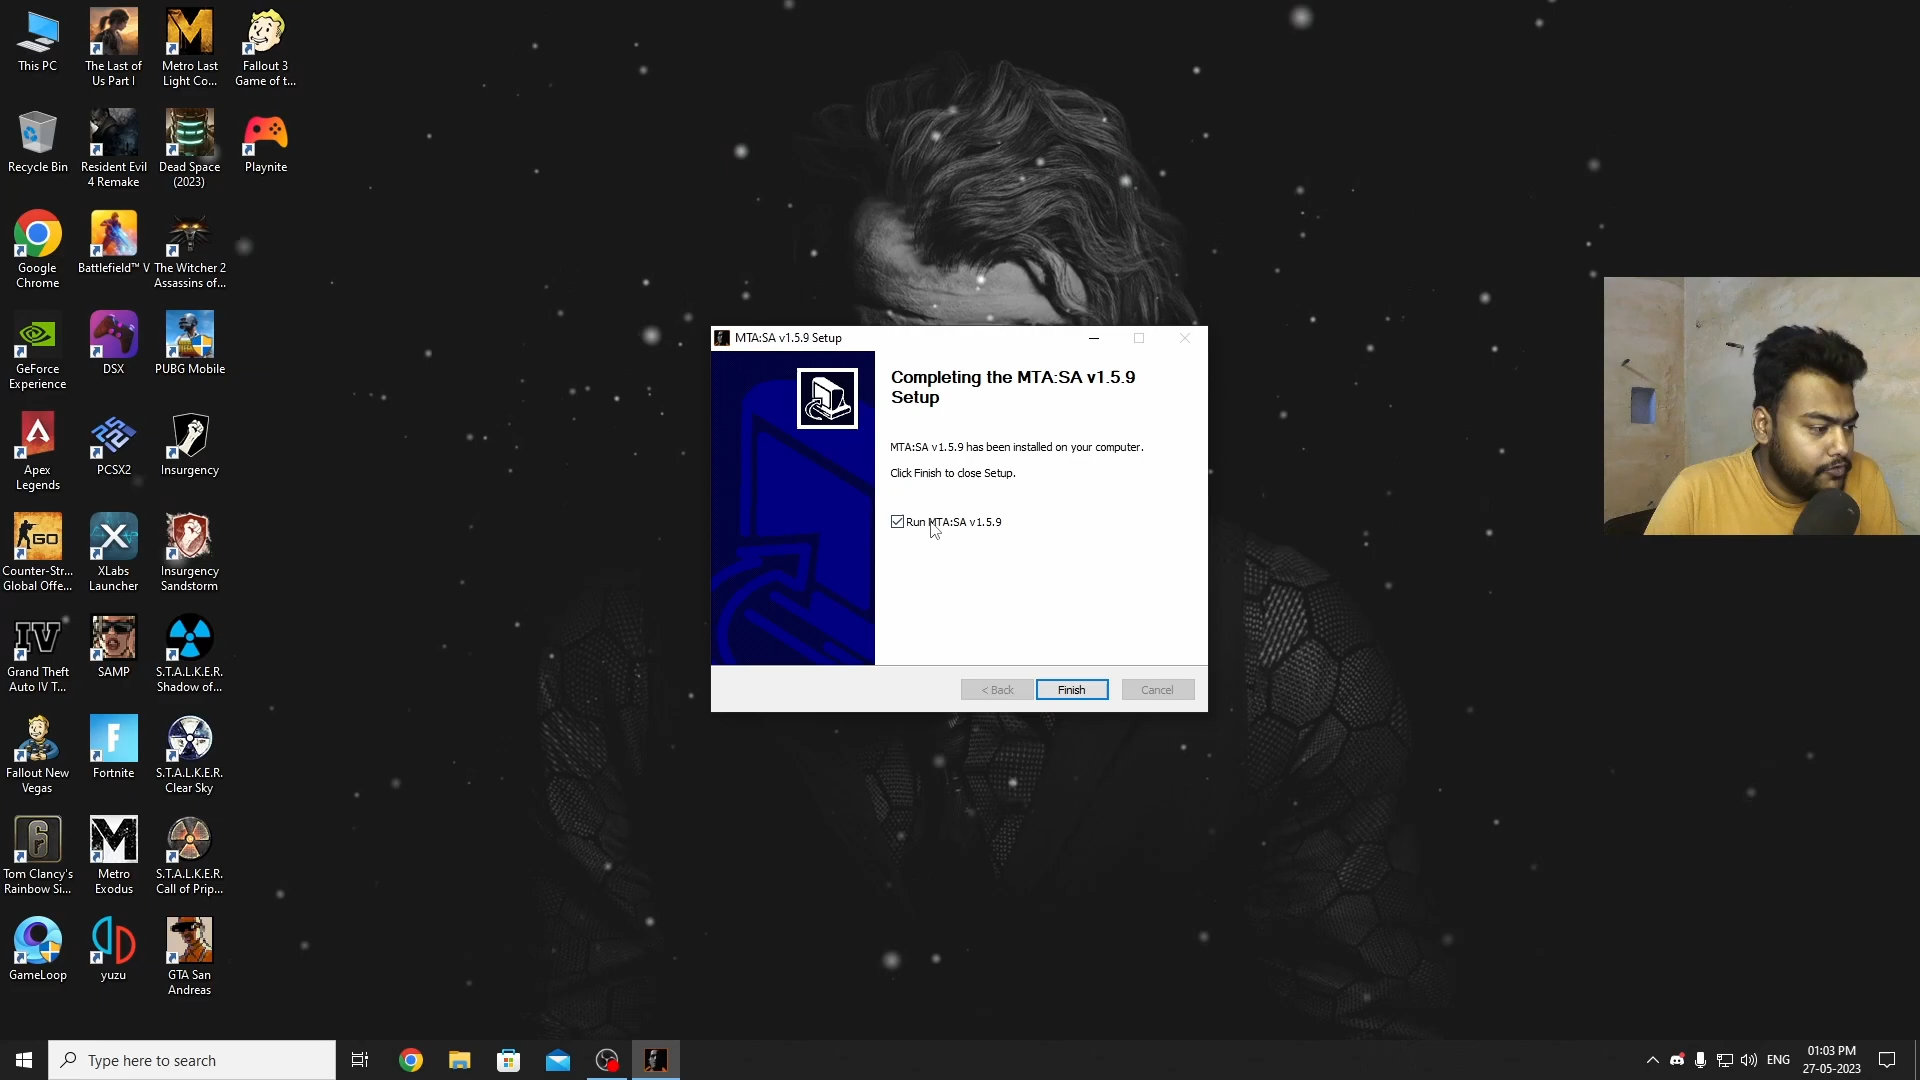 This PC
The Last of
Us Part I
Metro Last
Light Co...
Fallout 3
Game of t...
Recycle Bin
Resident Evil
4 Remake
Dead Space
(2023)
Playnite
Google
Chrome
Battlefield™ V
The Witcher 2
Assassins of...
GeForce
Experience
DSX
PUBG Mobile
Apex
Legends
PCSX2
Insurgency
Counter-Str...
Global Offe...
XLabs
Launcher
Insurgency
Sandstorm
Grand Theft
Auto IV T...
SAMP
S.T.A.L.K.E.R.
Shadow of...
Fallout New
Vegas
Fortnite
S.T.A.L.K.E.R.
Clear Sky
Tom Clancy's
Rainbow Si...
Metro
Exodus
S.T.A.L.K.E.R.
Call of Prip...
GameLoop
yuzu
GTA San
Andreas
MTA:SA v1.5.9 Setup
Completing the MTA:SA v1.5.9
Setup
MTA:SA v1.5.9 has been installed on your computer.
Click Finish to close Setup.
Run MTA:SA v1.5.9
< Back
Finish
Cancel
Type here to search
ENG
01:03 PM
27-05-2023